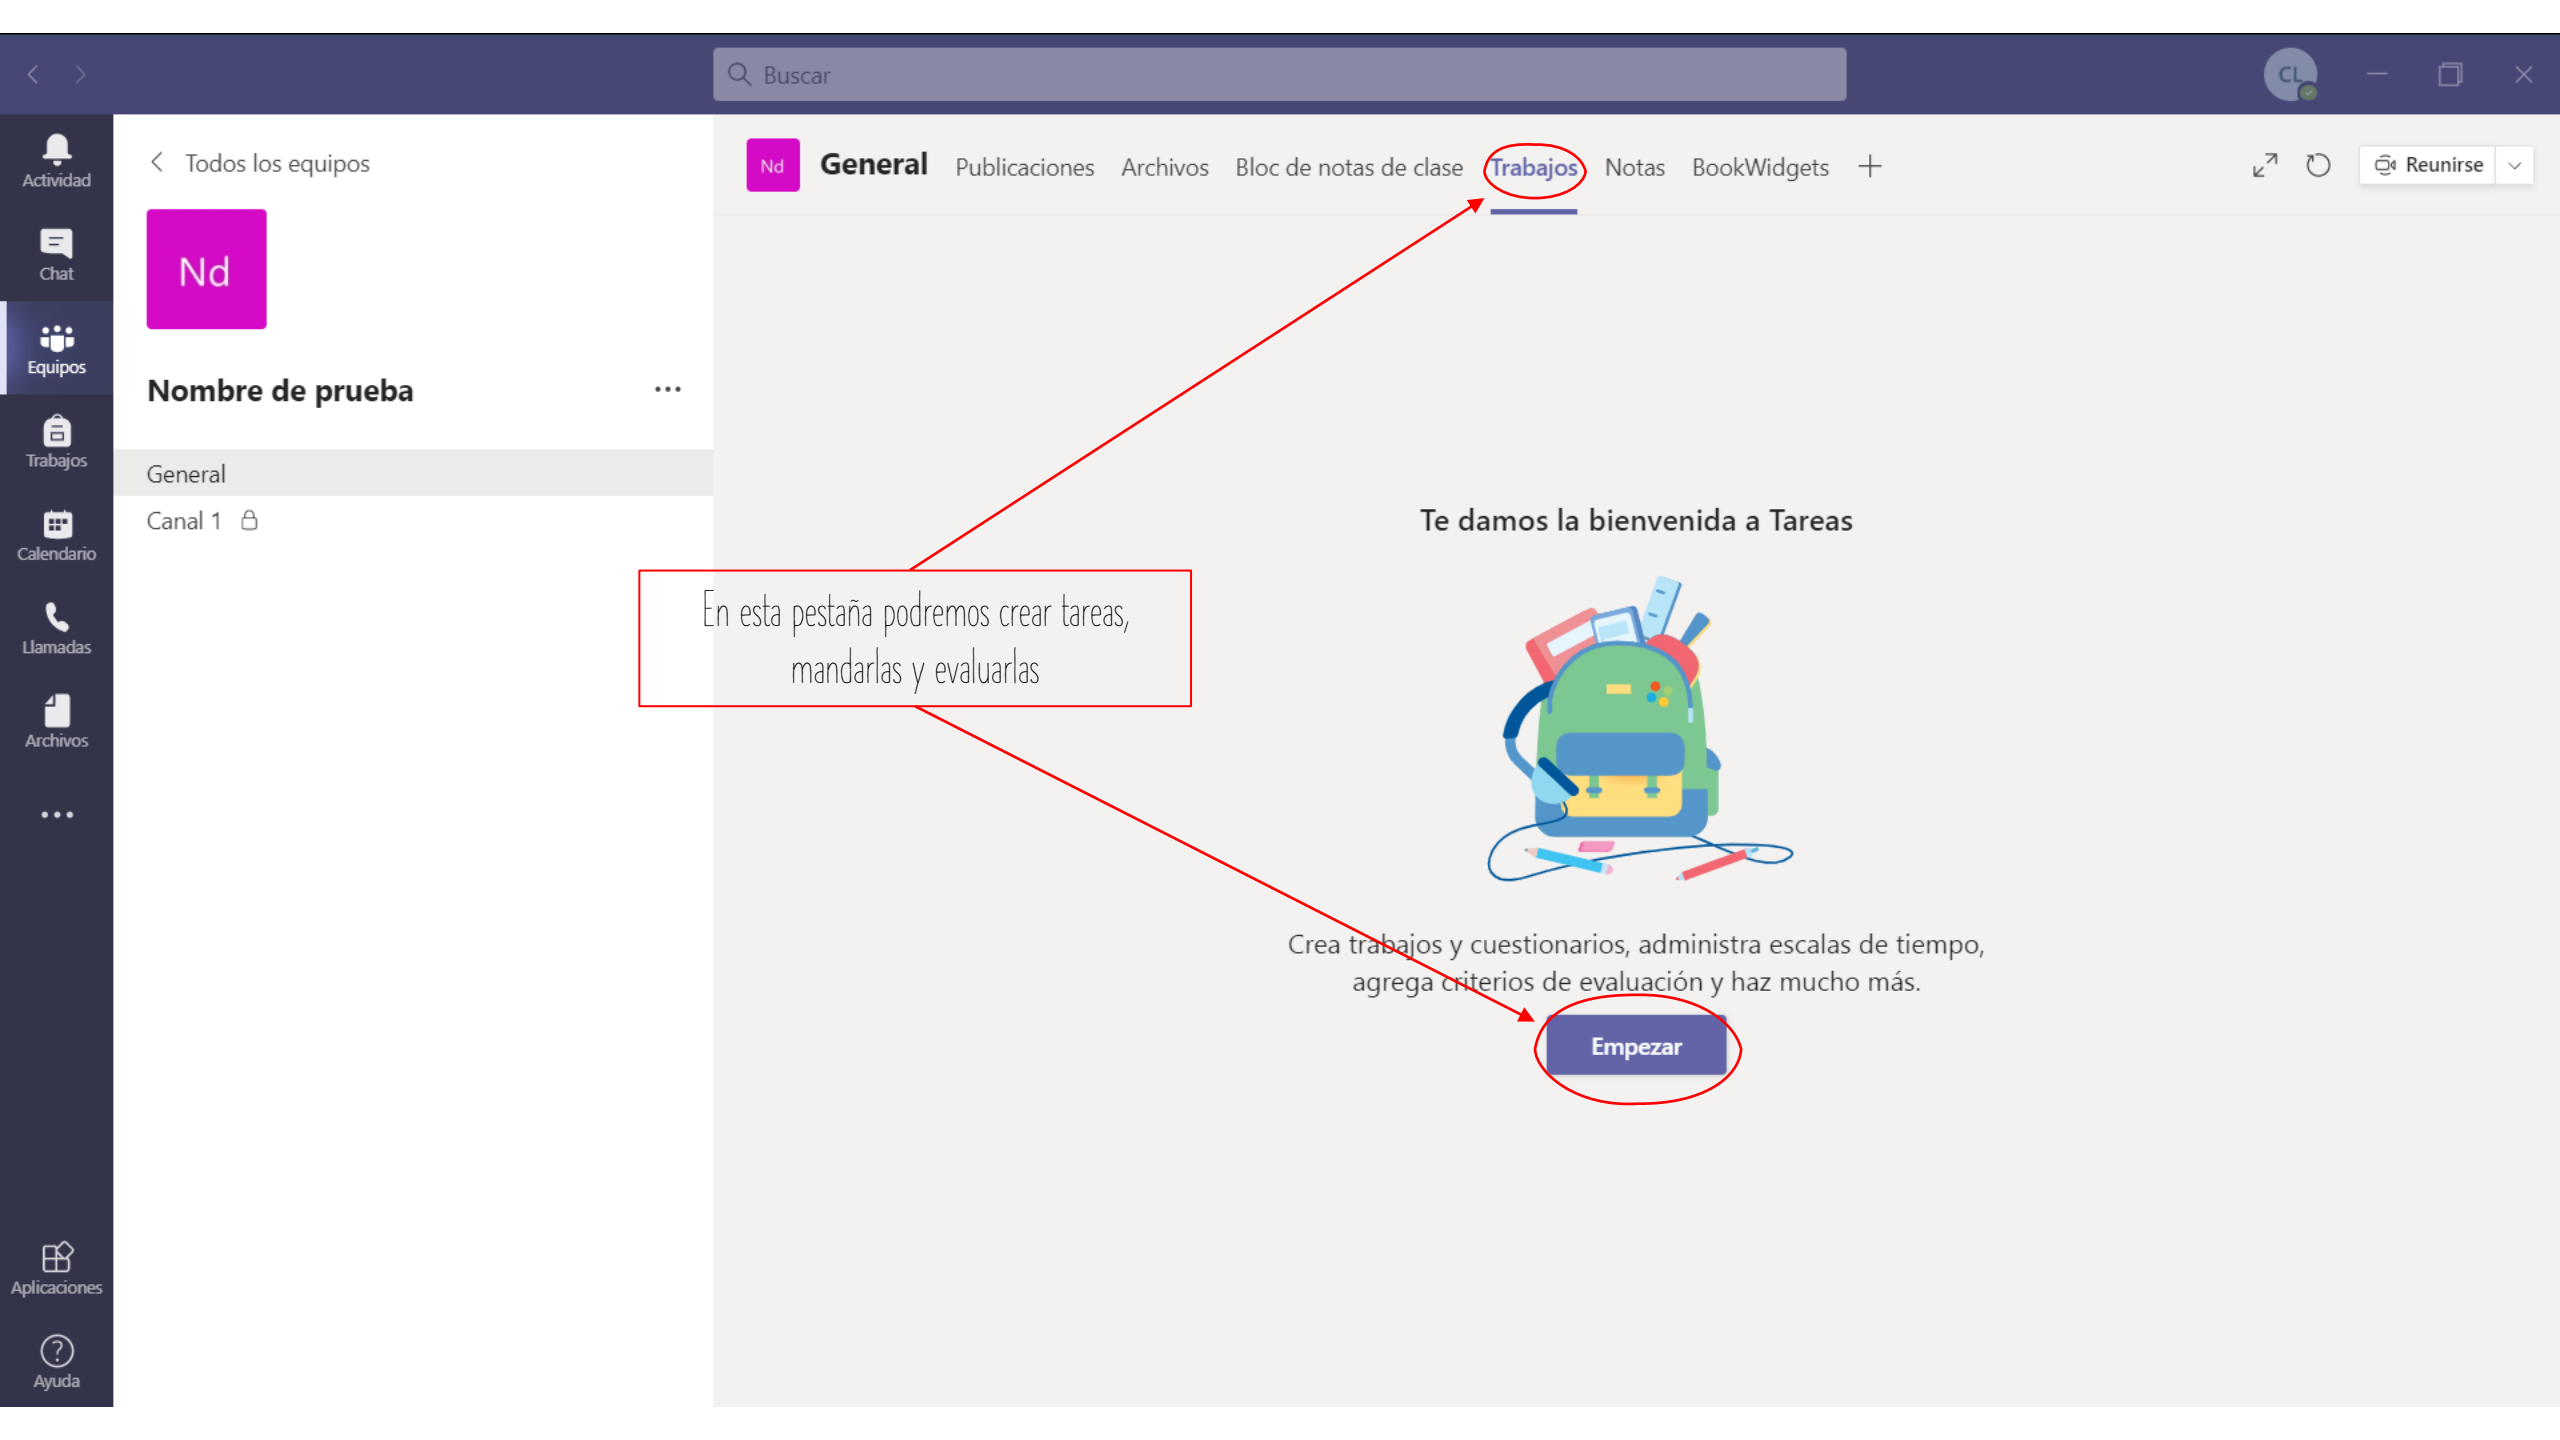 Buscar
CL
Actividad
Chat
Equipos
Trabajos
Calendario
Llamadas
Archivos
Aplicaciones
Ayuda
Todos los equipos
Nd
Nombre de prueba
General
Canal 1
Nd General Publicaciones Archivos Bloc de notas de clase Trabajos Notas BookWidgets
Reunirse
En esta pestaña podremos crear tareas,
mandarlas y evaluarlas
Te damos la bienvenida a Tareas
Crea trabajos y cuestionarios, administra escalas de tiempo,
agrega criterios de evaluación y haz mucho más.
Empezar